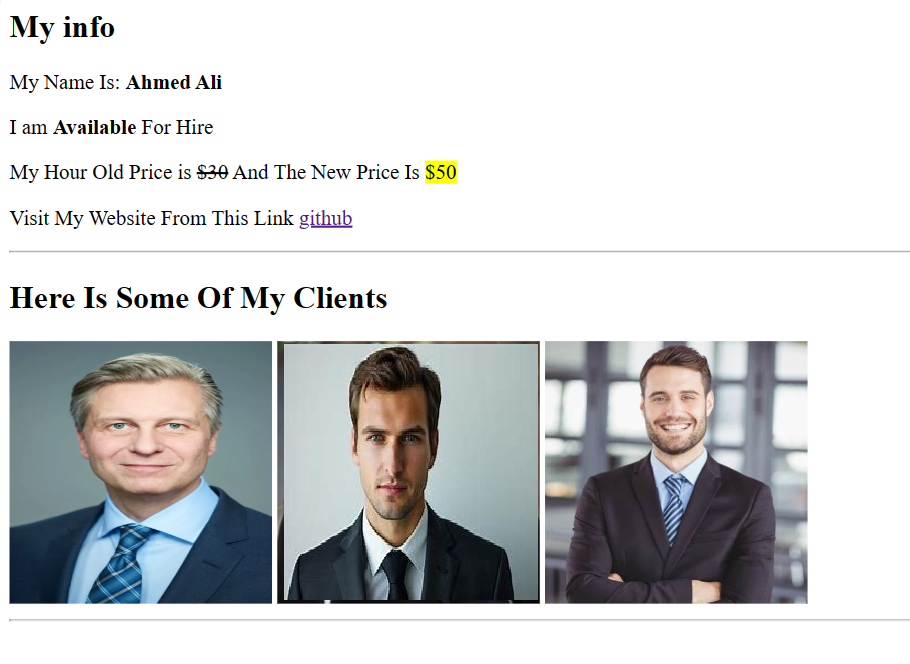 My info
My Name Is: Ahmed Ali
I am Available For Hire
My Hour Old Price is $30 And The New Price Is $50
Visit My Website From This Link github
Here Is Some Of My Clients